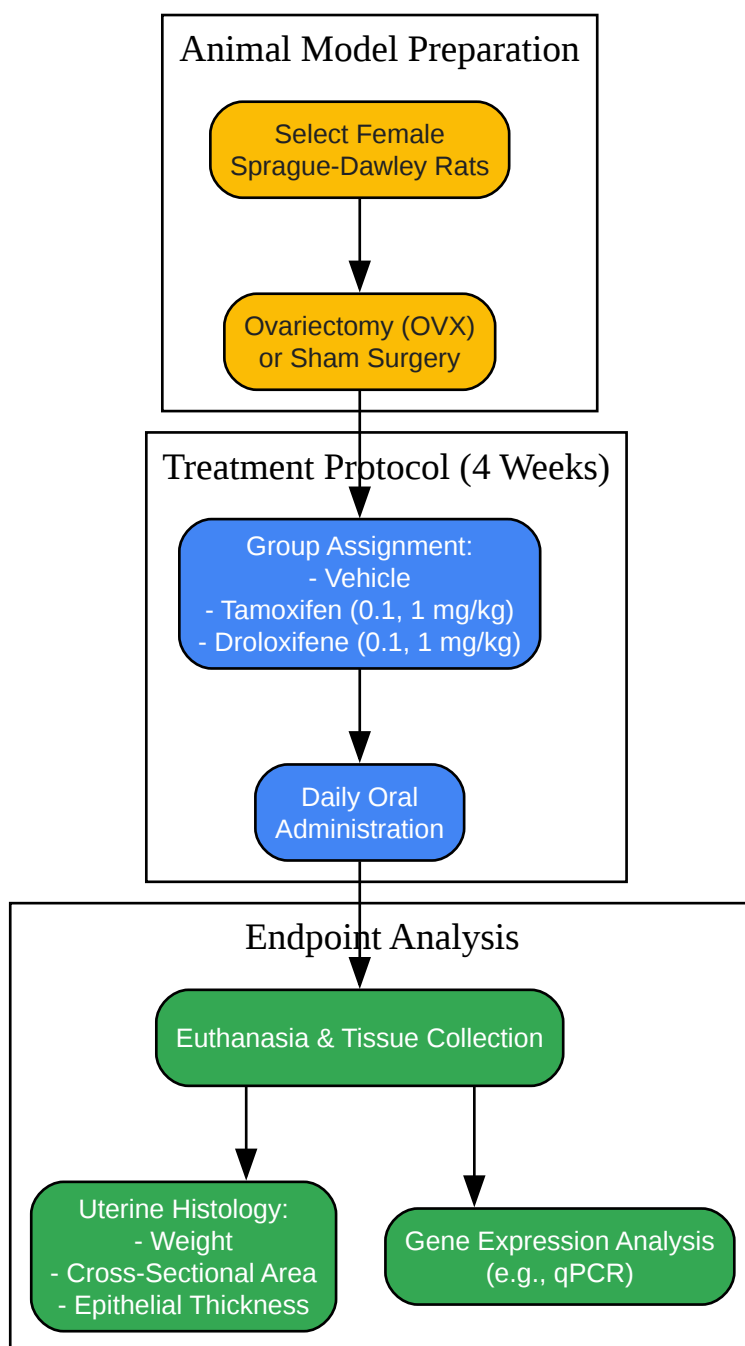 Animal Model Preparation
Select Female
Sprague-Dawley Rats
Ovariectomy (OVX)
or Sham Surgery
Treatment Protocol (4 Weeks)
Group Assignment:
- Vehicle
- Tamoxifen (0.1, 1 mg/kg)
- Droloxifene (0.1, 1 mg/kg)
Daily Oral
Administration
Endpoint Analysis
Euthanasia & Tissue Collection
Uterine Histology:
- Weight
- Cross-Sectional Area
- Epithelial Thickness
Gene Expression Analysis
(e.g., qPCR)